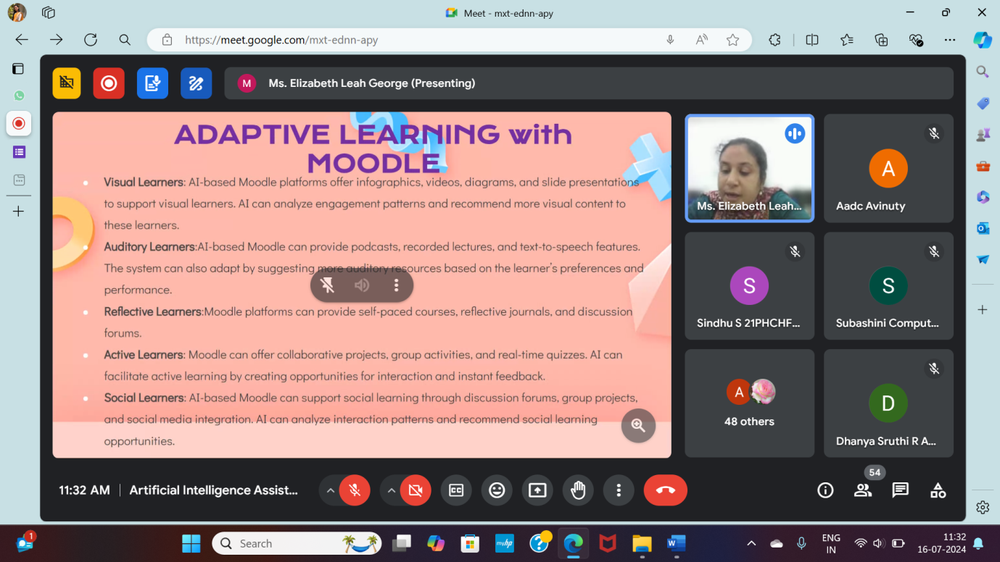 Meet - mxt-ednn-apy
https://meet.google.com/mxt-ednn-apy
M Ms. Elizabeth Leah George (Presenting)
ADAPTIVE LEARNING with
MOODLE
• Visual Learners: AI-based Moodle platforms offer infographics, videos, diagrams, and slide presentations
to support visual learners. AI can analyze engagement patterns and recommend more visual content to
these learners.
• Auditory Learners:AI-based Moodle can provide podcasts, recorded lectures, and text-to-speech features.
The system can also adapt by suggesting more auditory resources based on the learner's preferences and
performance.
• Reflective Learners:Moodle platforms can provide self-paced courses, reflective journals, and discussion
forums.
• Active Learners: Moodle can offer collaborative projects, group activities, and real-time quizzes. AI can
facilitate active learning by creating opportunities for interaction and instant feedback.
• Social Learners: AI-based Moodle can support social learning through discussion forums, group projects,
and social media integration. AI can analyze interaction patterns and recommend social learning
opportunities.
Ms. Elizabeth Leah...
A
Aadc Avinuty
S
Sindhu S 21PHCHF...
S
Subashini Comput...
A
48 others
D
Dhanya Sruthi R A...
11:32 AM | Artificial Intelligence Assist...
CC
54
1
Search
myhp
W
ENG
IN
11:32
16-07-2024